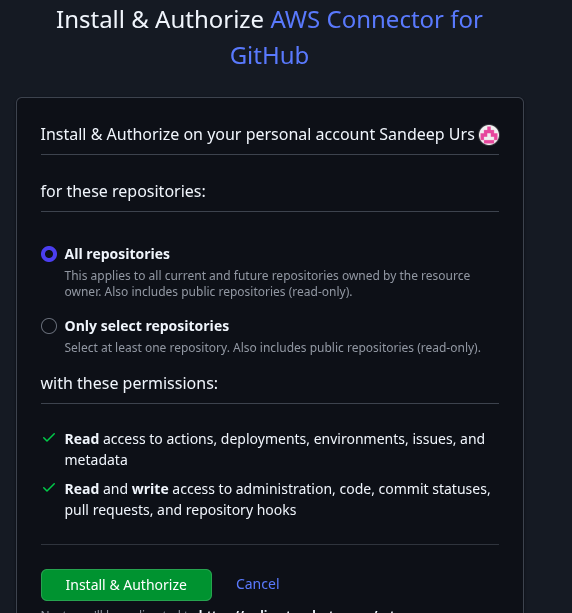 Install & Authorize AWS Connector for
GitHub
Install & Authorize on your personal account Sandeep Urs
for these repositories:
All repositories
This applies to all current and future repositories owned by the resource
owner. Also includes public repositories (read-only).
Only select repositories
Select at least one repository. Also includes public repositories (read-only).
with these permissions:
Read access to actions, deployments, environments, issues, and
metadata
Read and write access to administration, code, commit statuses,
pull requests, and repository hooks
Install & Authorize
Cancel